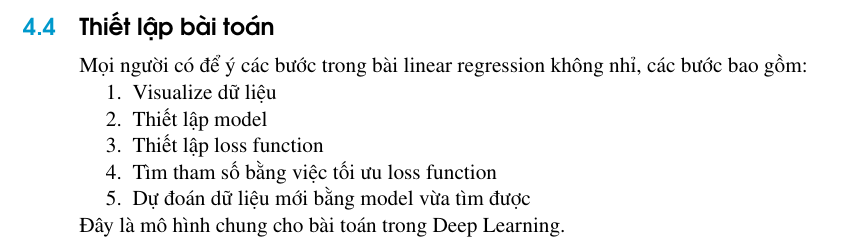 4.4 Thiết lập bài toán
Mọi người có để ý các bước trong bài linear regression không nhỉ, các bước bao gồm:
1. Visualize dữ liệu
2. Thiết lập model
3. Thiết lập loss function
4. Tìm tham số bằng việc tối ưu loss function
5. Dự đoán dữ liệu mới bằng model vừa tìm được
Đây là mô hình chung cho bài toán trong Deep Learning.